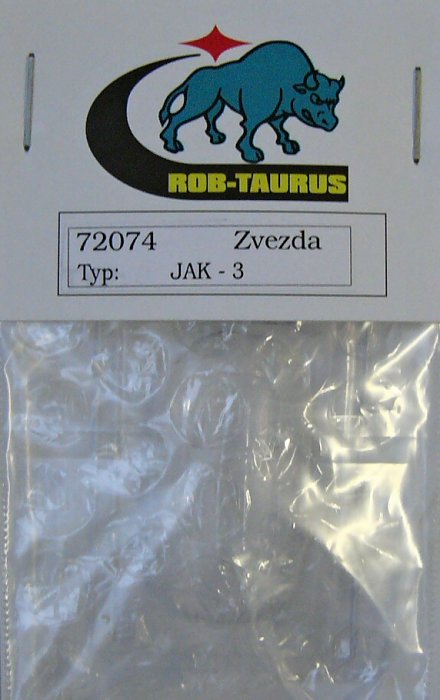 ROB-TAURUS
72074 Zvezda
Typ: JAK - 3